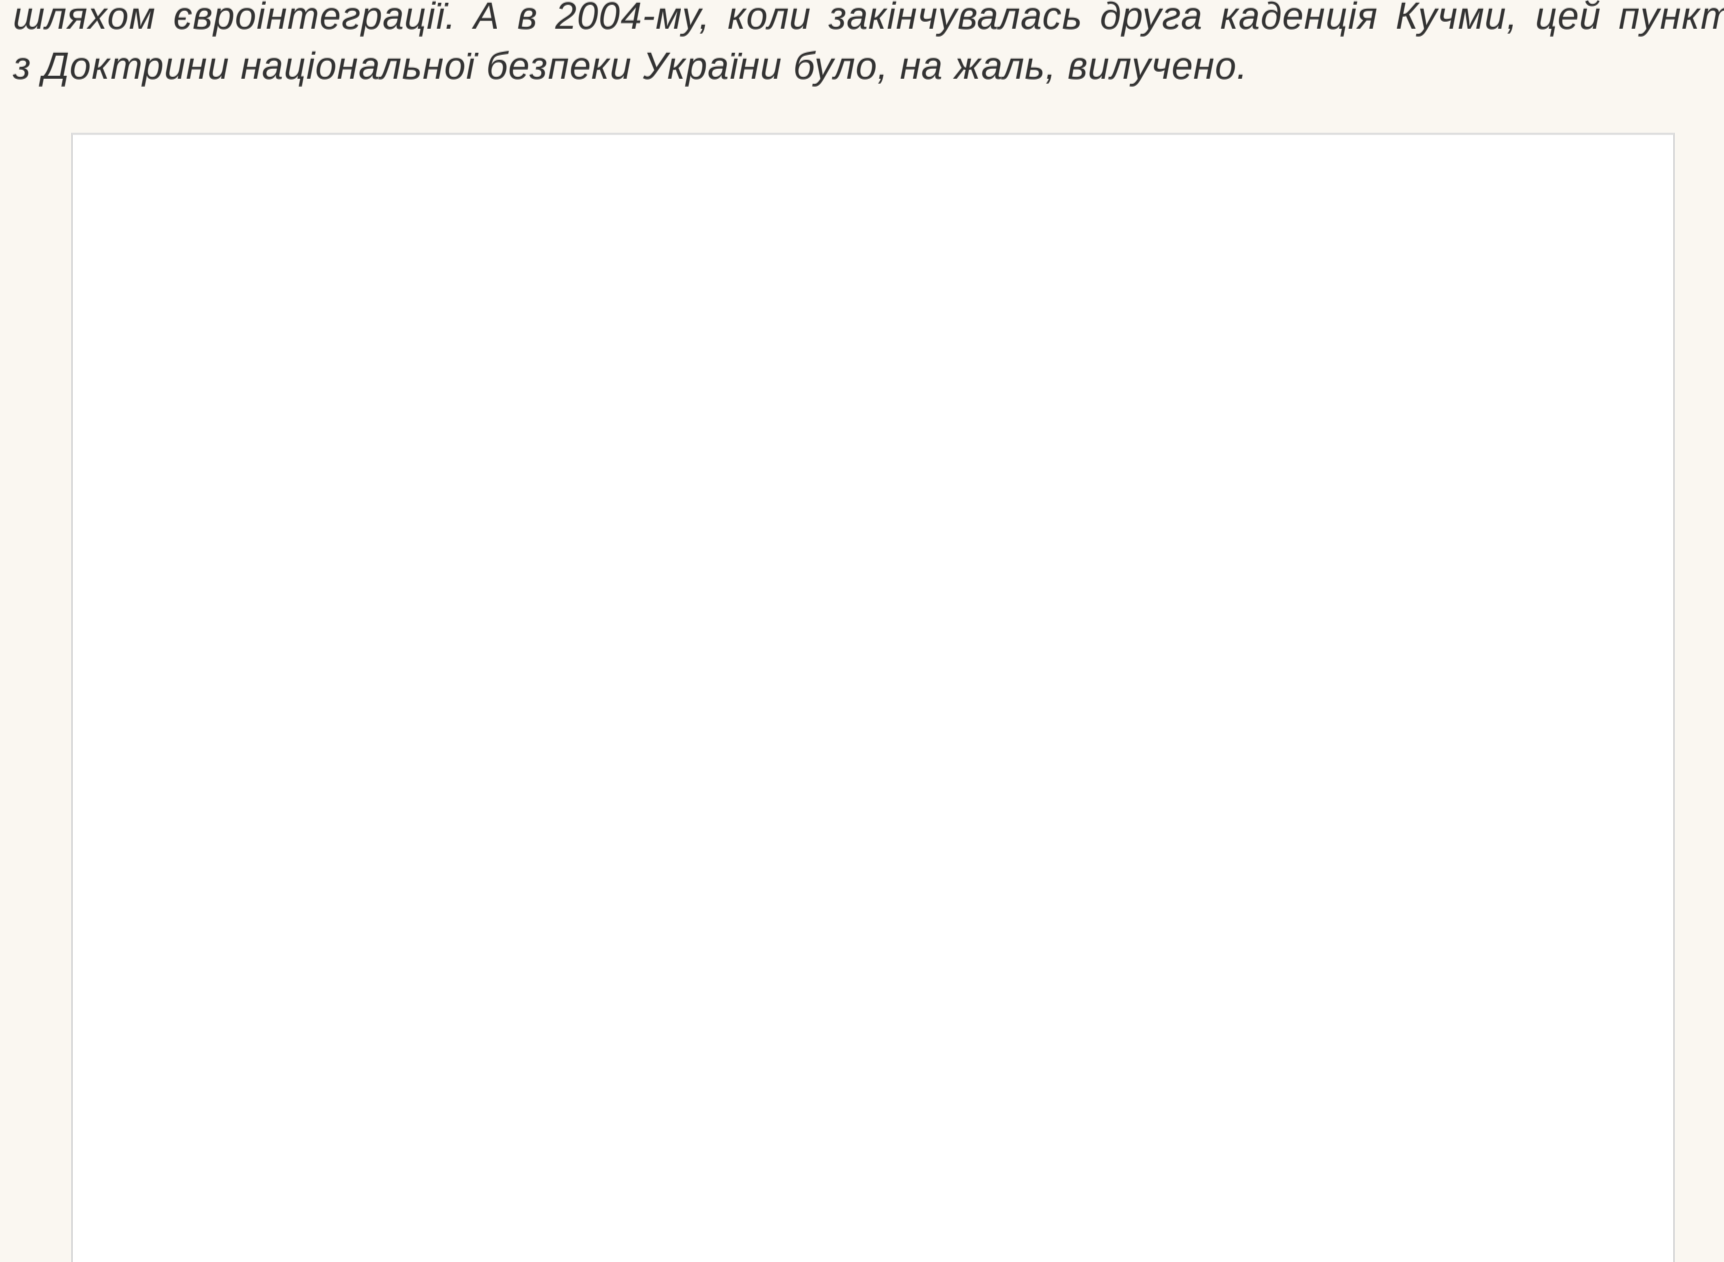 шляхом євроінтеграції. А в 2004-му, коли закінчувалась друга каденція Кучми, цей пункт
з Доктрини національної безпеки України було, на жаль, вилучено.